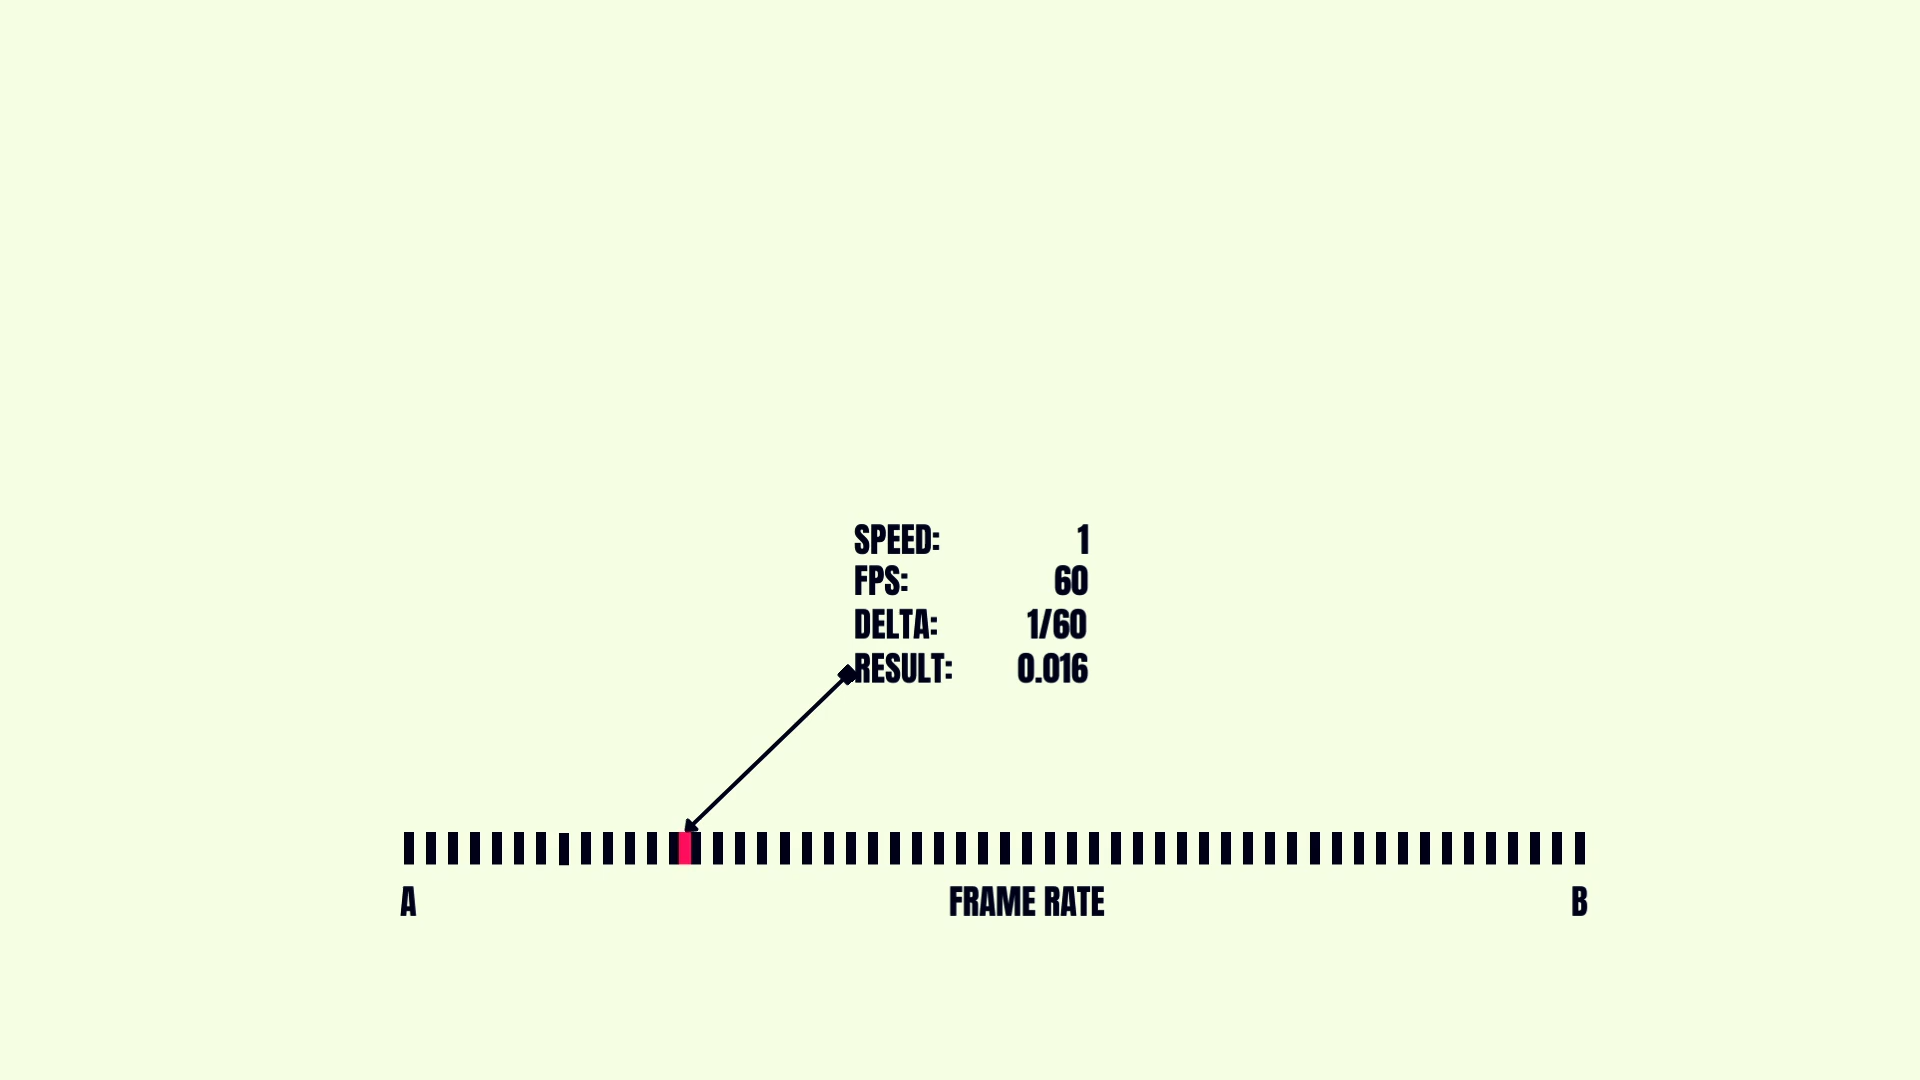 SPEED: 1
FPS: 60
DELTA: 1/60
RESULT: 0.016
A FRAME RATE B